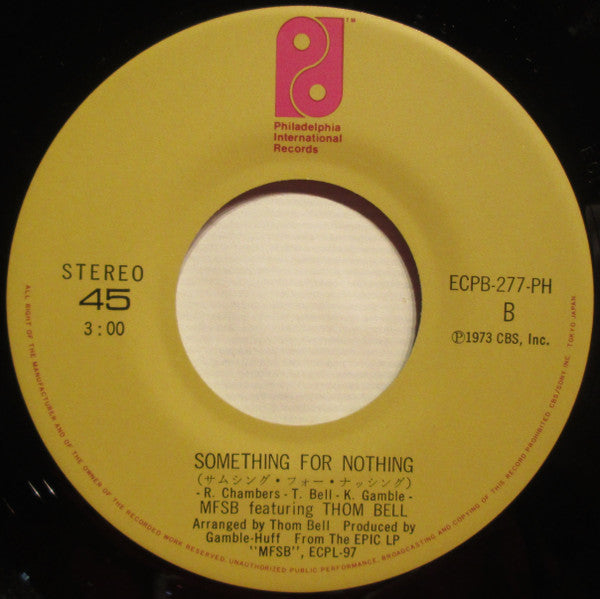 TM
Philadelphia
International
Records
STEREO
45
3:00
ECPB-277-PH
B
Ⓟ1973 CBS, Inc.
SOMETHING FOR NOTHING
(サムシング・フォー・ナッシング)
- R. Chambers - T. Bell - K. Gamble -
MFSB featuring THOM BELL
Arranged by Thom Bell Produced by
Gamble-Huff From The EPIC LP
"MFSB", ECPL-97
ALL RIGHT OF THE MANUFACTURER AND OF THE OWNER OF THE RECORDED WORK RESERVED. UNAUTHORIZED PUBLIC PERFORMANCE, BROADCASTING AND COPYING OF THIS RECORD PROHIBITED. CBS/SONY INC. TOKYO JAPAN